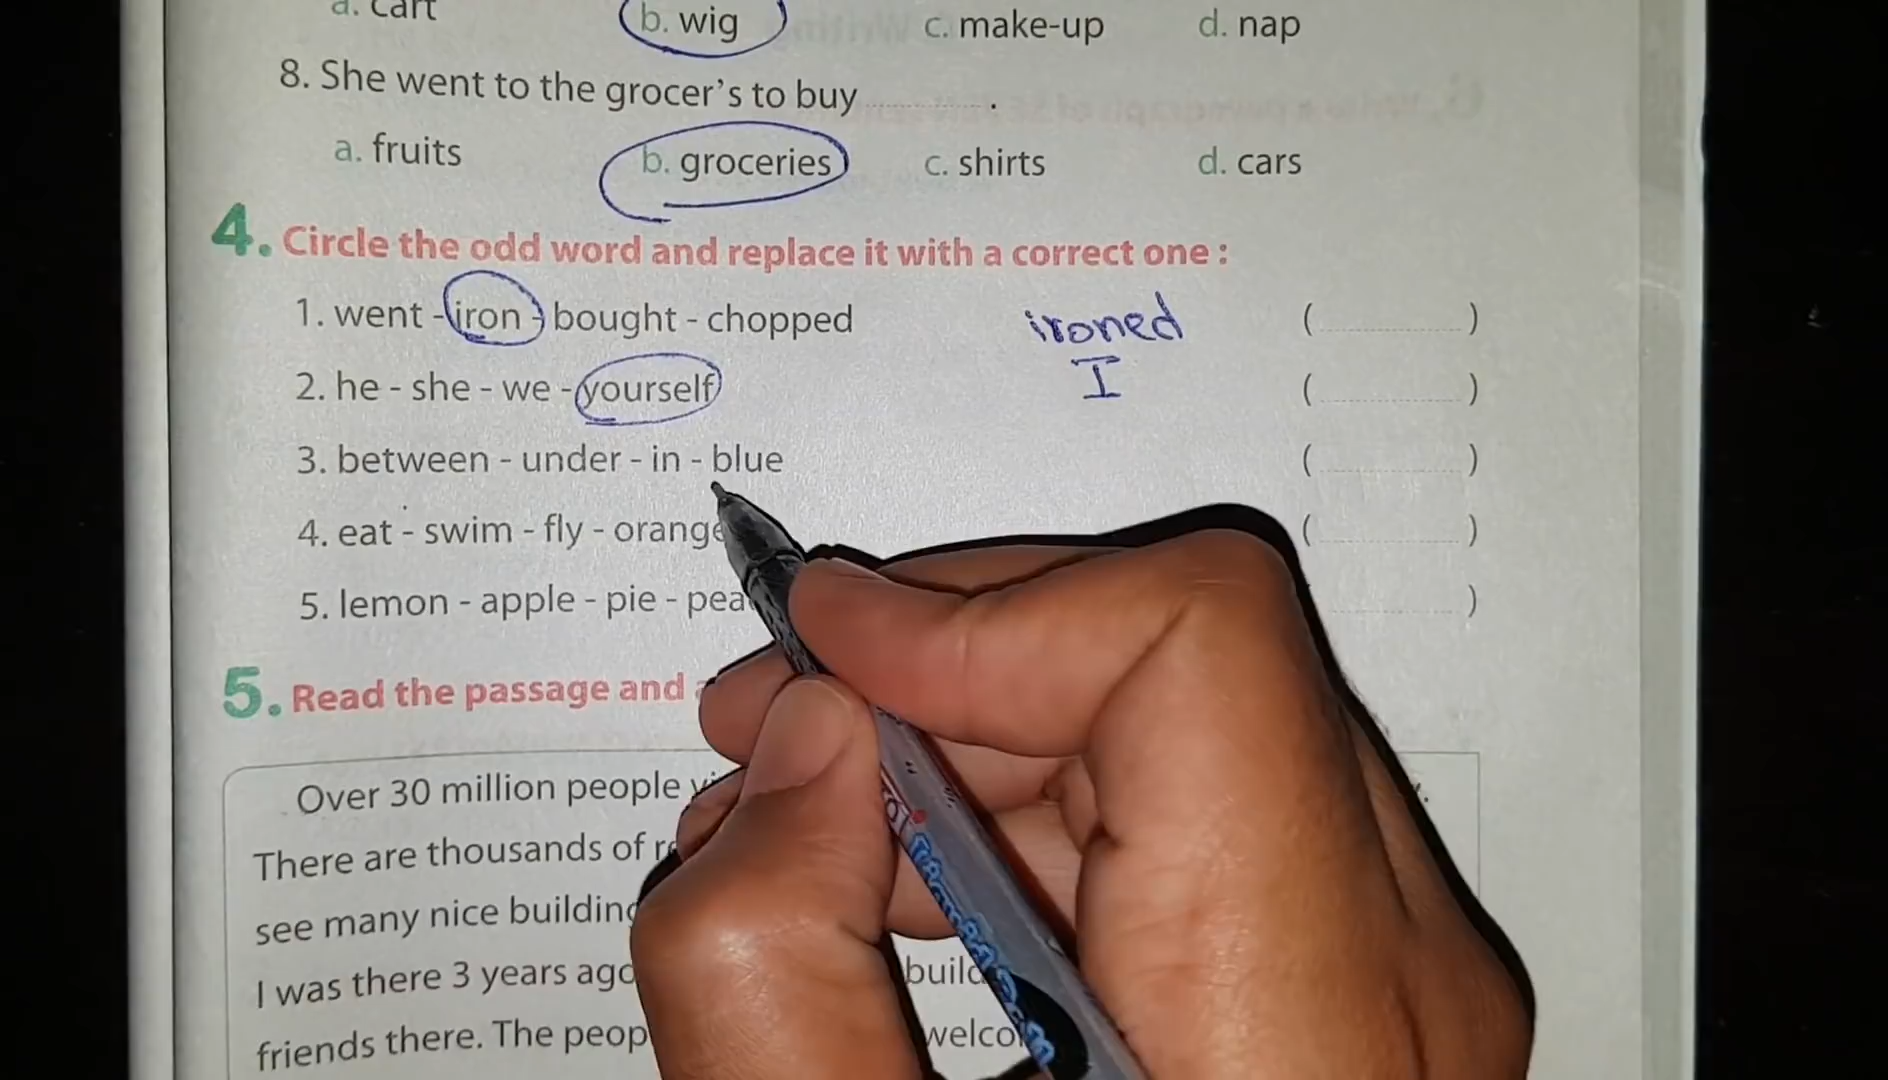 a. cart b. wig c. make-up d. nap
8. She went to the grocer's to buy ........... .
a. fruits b. groceries c. shirts d. cars
4. Circle the odd word and replace it with a correct one :
1. went - iron - bought - chopped ironed (...............)
2. he - she - we - yourself I (...............)
3. between - under - in - blue (...............)
4. eat - swim - fly - orange (...............)
5. lemon - apple - pie - )
5. Read the passage and
Over 30 million people
There are thousands of
see many nice
I was there 3 years
friends there. The